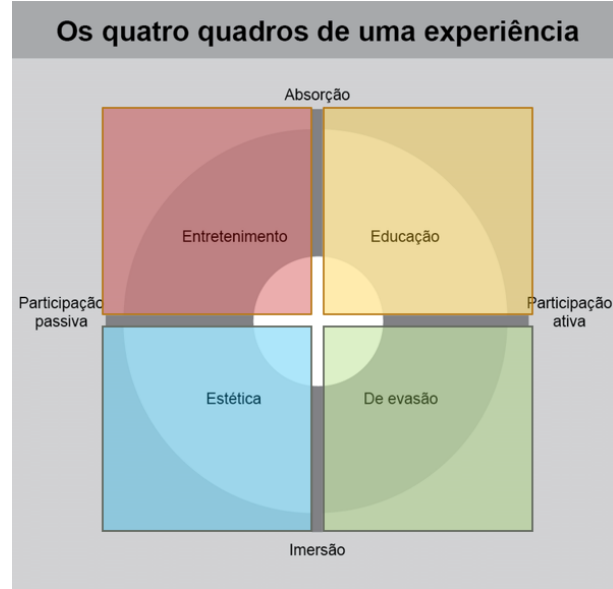 Os quatro quadros de uma experiência
Absorção
Entretenimento
Educação
Participação
passiva
Participação
ativa
Estética
De evasão
Imersão